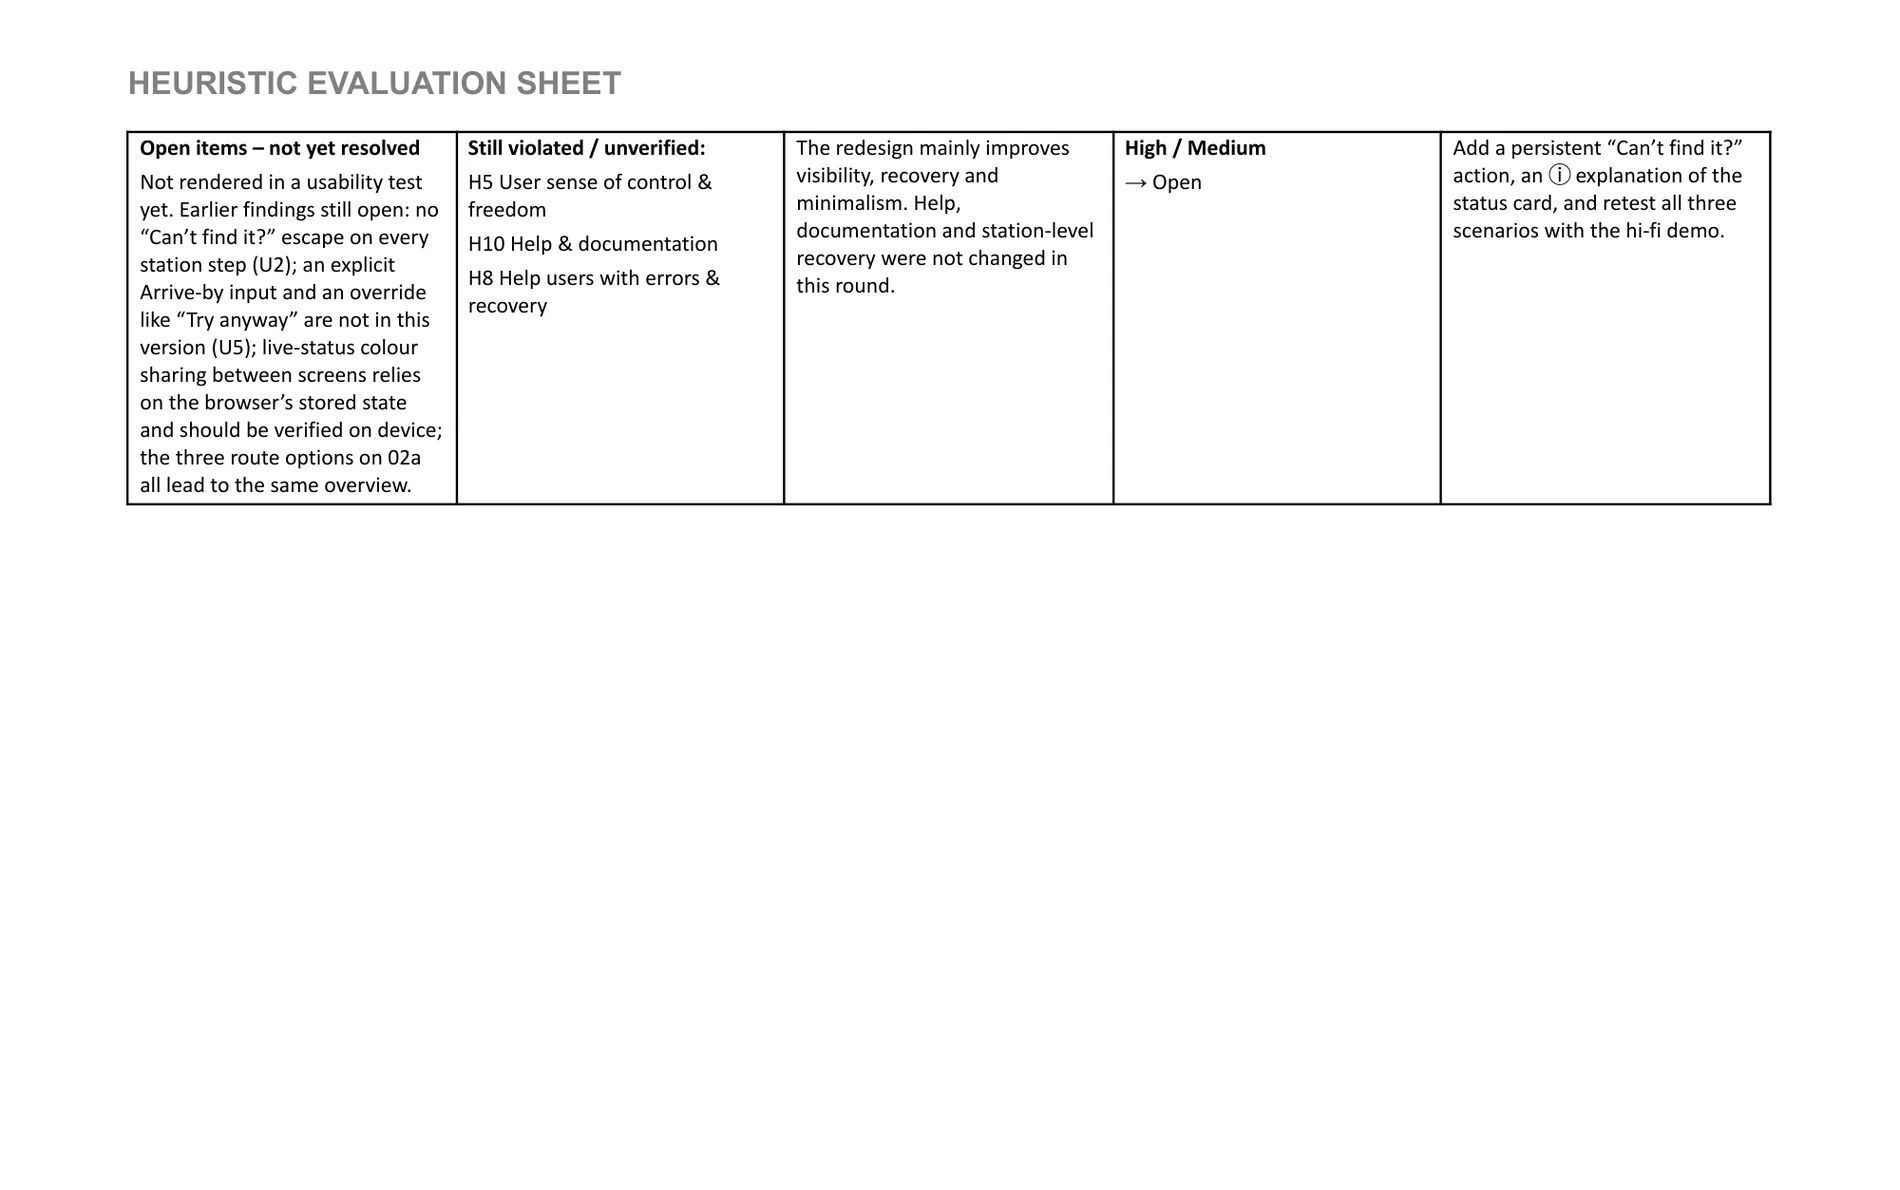 HEURISTIC EVALUATION SHEET
Open items – not yet resolved
Not rendered in a usability test
yet. Earlier findings still open: no
“Can’t find it?” escape on every
station step (U2); an explicit
Arrive-by input and an override
like “Try anyway” are not in this
version (U5); live-status colour
sharing between screens relies
on the browser’s stored state
and should be verified on device;
the three route options on 02a
all lead to the same overview.
Still violated / unverified:
H5 User sense of control &
freedom
H10 Help & documentation
H8 Help users with errors &
recovery
The redesign mainly improves
visibility, recovery and
minimalism. Help,
documentation and station-level
recovery were not changed in
this round.
High / Medium
→ Open
Add a persistent “Can’t find it?”
action, an ⓘ explanation of the
status card, and retest all three
scenarios with the hi-fi demo.